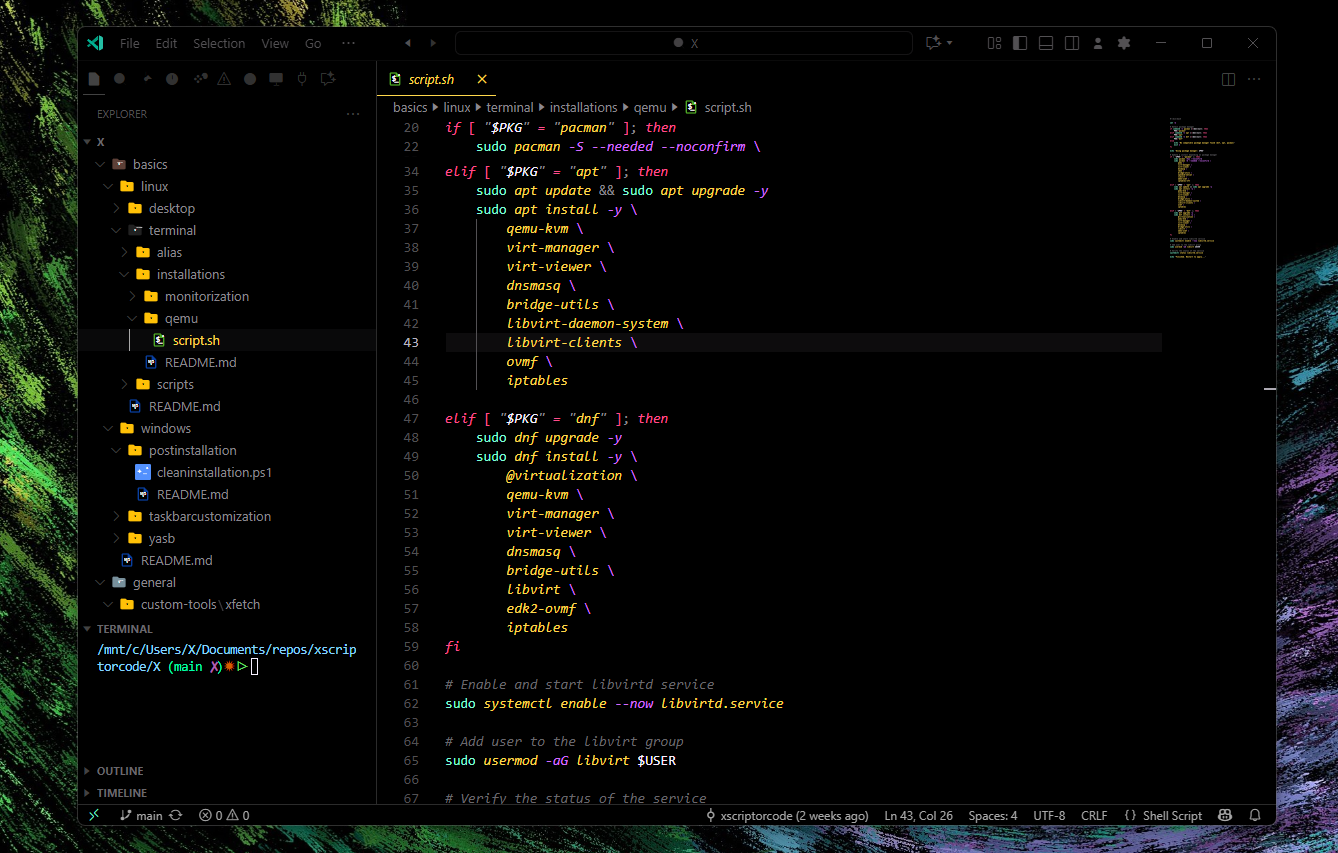 File Edit Selection View Go ···
X
script.sh
EXPLORER
X
basics
linux
desktop
terminal
alias
installations
monitorization
qemu
script.sh
README.md
scripts
README.md
windows
postinstallation
cleaninstallation.ps1
README.md
taskbarcustomization
yasb
README.md
general
custom-tools\xfetch
TERMINAL
/mnt/c/Users/X/Documents/repos/xscrip
torcode/X (main X)
OUTLINE
TIMELINE
basics linux terminal installations qemu script.sh
20 if [ "$PKG" = "pacman" ]; then
22 sudo pacman -S --needed --noconfirm \
34 elif [ "$PKG" = "apt" ]; then
35 sudo apt update && sudo apt upgrade -y
36 sudo apt install -y \
37 qemu-kvm \
38 virt-manager \
39 virt-viewer \
40 dnsmasq \
41 bridge-utils \
42 libvirt-daemon-system \
43 libvirt-clients \
44 ovmf \
45 iptables
46
47 elif [ "$PKG" = "dnf" ]; then
48 sudo dnf upgrade -y
49 sudo dnf install -y \
50 @virtualization \
51 qemu-kvm \
52 virt-manager \
53 virt-viewer \
54 dnsmasq \
55 bridge-utils \
56 libvirt \
57 edk2-ovmf \
58 iptables
59 fi
60
61 # Enable and start libvirtd service
62 sudo systemctl enable --now libvirtd.service
63
64 # Add user to the libvirt group
65 sudo usermod -aG libvirt $USER
66
67 # Verify the status of the service
main 0 0 xscriptorcode (2 weeks ago) Ln 43, Col 26 Spaces: 4 UTF-8 CRLF {} Shell Script